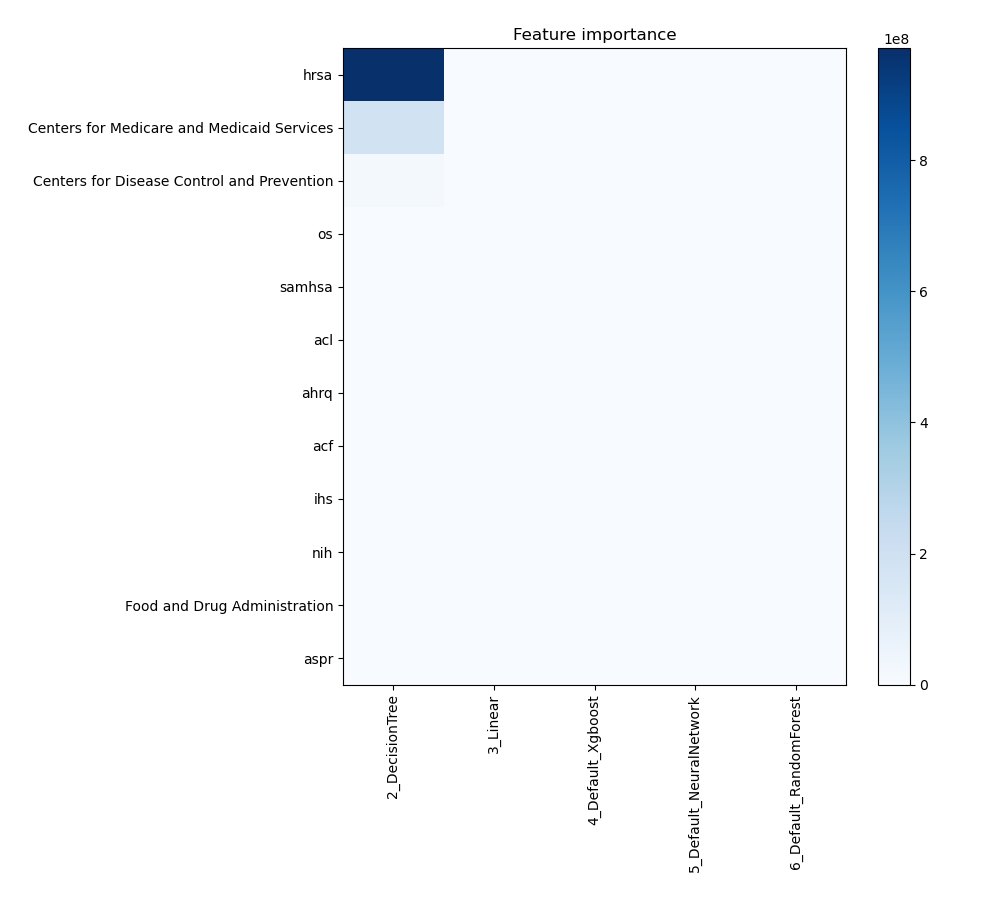 Feature importance
1e8
hrsa
Centers for Medicare and Medicaid Services
Centers for Disease Control and Prevention
os
samhsa
acl
ahrq
acf
ihs
nih
Food and Drug Administration
aspr
8
6
4
2
0
2_DecisionTree
3_Linear
4_Default_Xgboost
5_Default_NeuralNetwork
6_Default_RandomForest